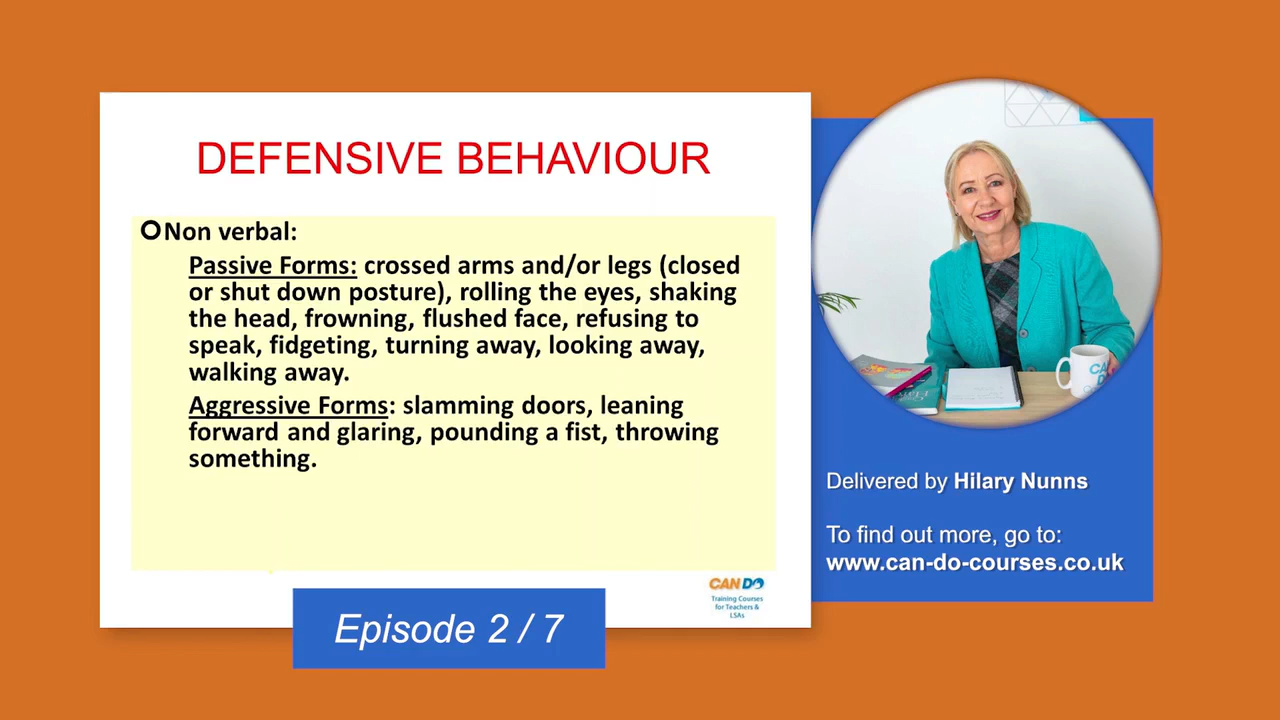 DEFENSIVE BEHAVIOUR
Non verbal:
Passive Forms: crossed arms and/or legs (closed
or shut down posture), rolling the eyes, shaking
the head, frowning, flushed face, refusing to
speak, fidgeting, turning away, looking away,
walking away.
Aggressive Forms: slamming doors, leaning
forward and glaring, pounding a fist, throwing
something.
CAN DO
Training Courses
for Teachers &
LSAs
Episode 2 / 7
Delivered by Hilary Nunns
To find out more, go to:
www.can-do-courses.co.uk